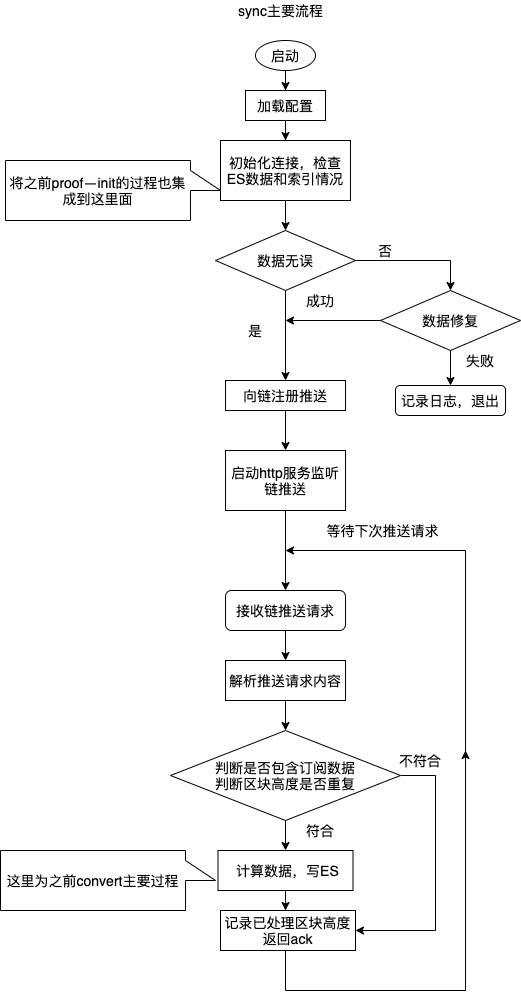 sync主要流程
启动
加载配置
初始化连接，检查
ES数据和索引情况
将之前proof—init的过程也集
成到这里面
数据无误
否
成功
数据修复
是
失败
向链注册推送
记录日志，退出
启动http服务监听
链推送
等待下次推送请求
接收链推送请求
解析推送请求内容
判断是否包含订阅数据
判断区块高度是否重复
不符合
符合
这里为之前convert主要过程
计算数据，写ES
记录已处理区块高度
返回ack